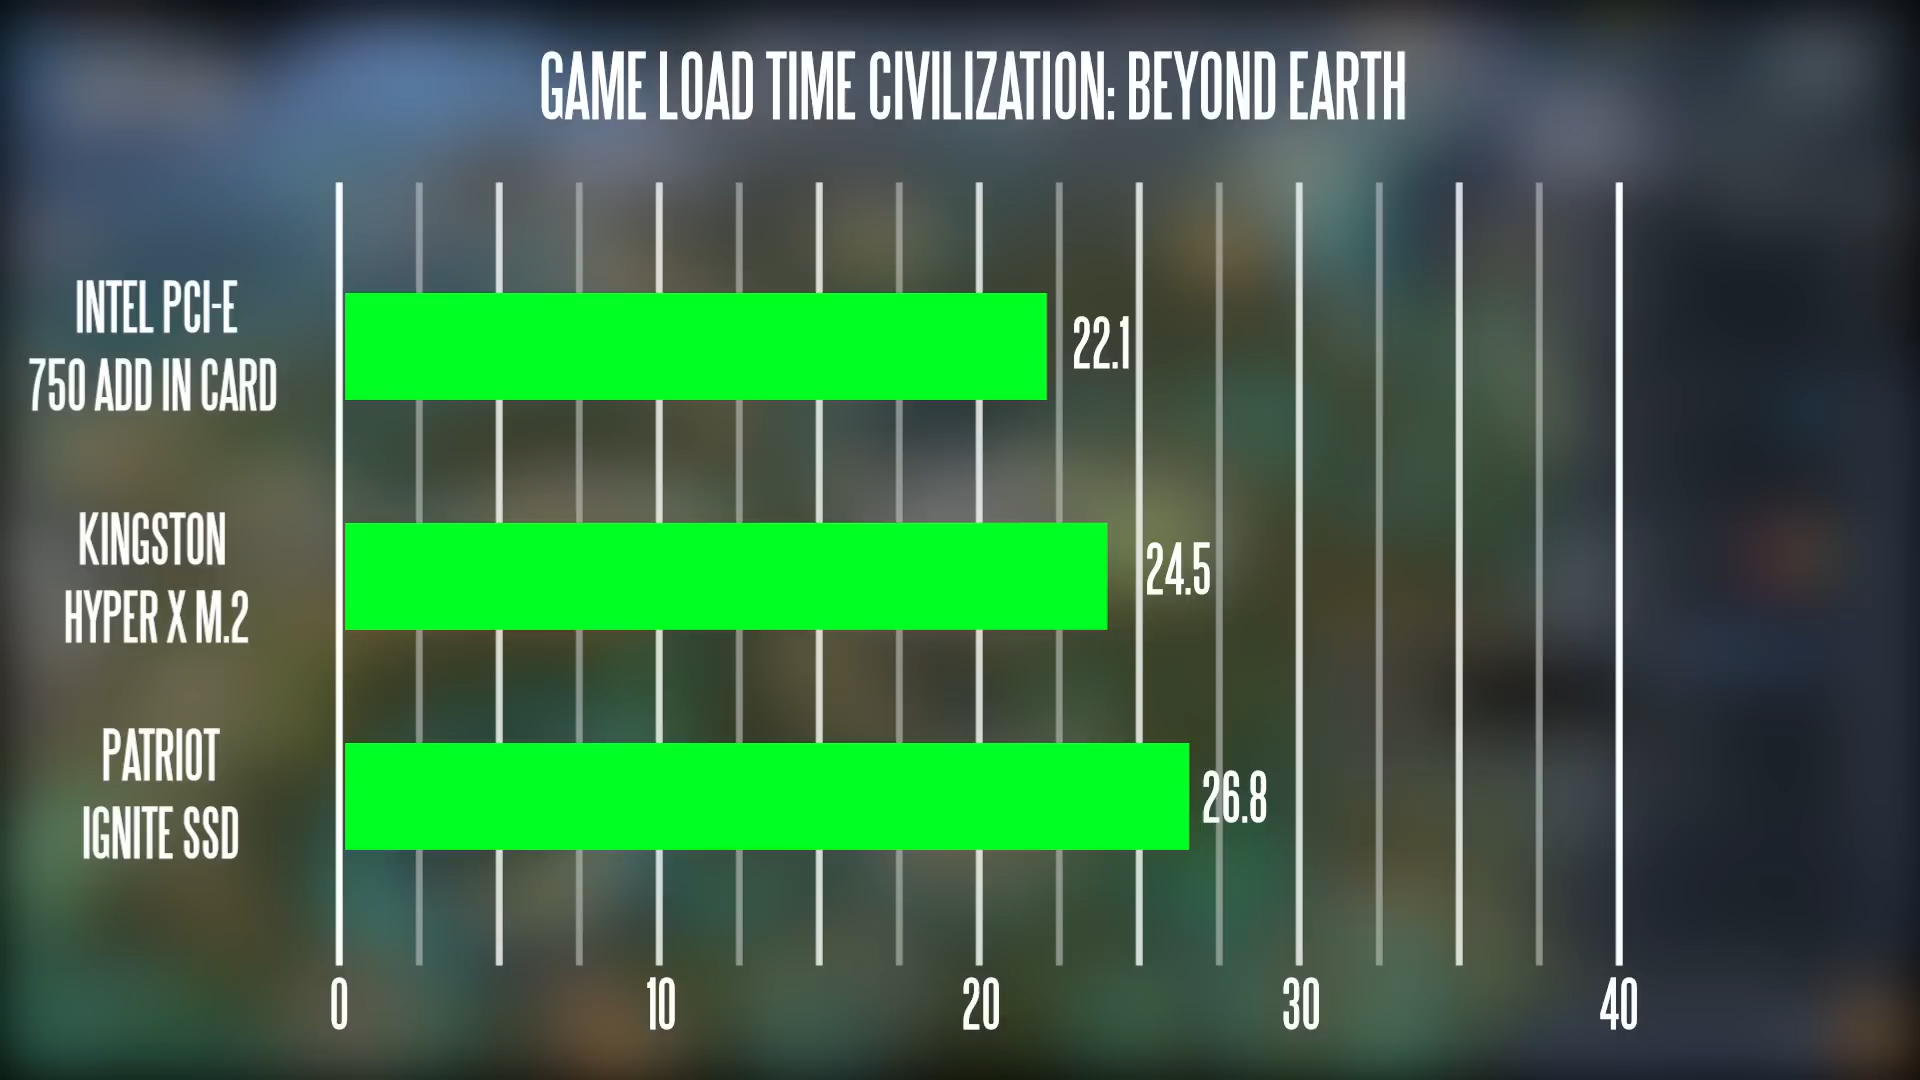 GAME LOAD TIME CIVILIZATION: BEYOND EARTH
INTEL PCI-E
750 ADD IN CARD
22.1
KINGSTON
HYPER X M.2
24.5
PATRIOT
IGNITE SSD
26.8
0 10 20 30 40